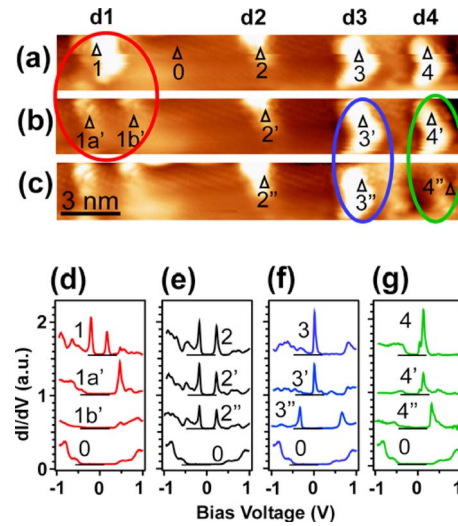 d1 d2 d3 d4
(a) 1 0 2 3 4
(b) 1a' 1b' 2' 3' 4'
(c) 3 nm 2" 3" 4"
(d) (e) (f) (g)
dI/dV (a.u.)
2
1
0
1
1a'
1b'
0
2
2'
2"
0
3
3'
3"
0
4
4'
4"
0
-1 0 1 -1 0 1 -1 0 1 -1 0 1
Bias Voltage (V)